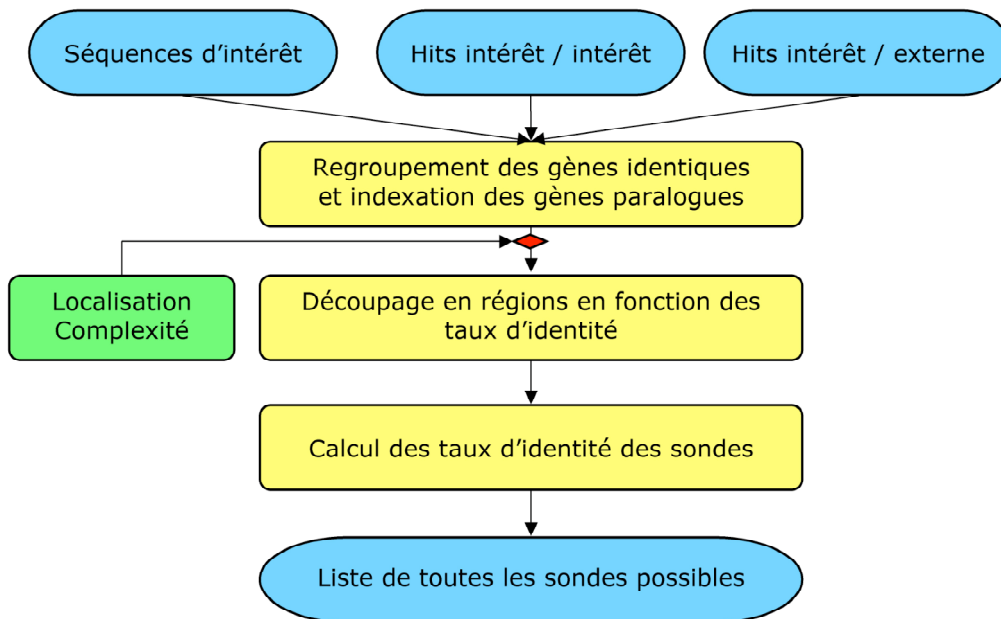 Séquences d'intérêt
Hits intérêt / intérêt
Hits intérêt / externe
Regroupement des gènes identiques
et indexation des gènes paralogues
Localisation
Complexité
Découpage en régions en fonction des
taux d'identité
Calcul des taux d'identité des sondes
Liste de toutes les sondes possibles